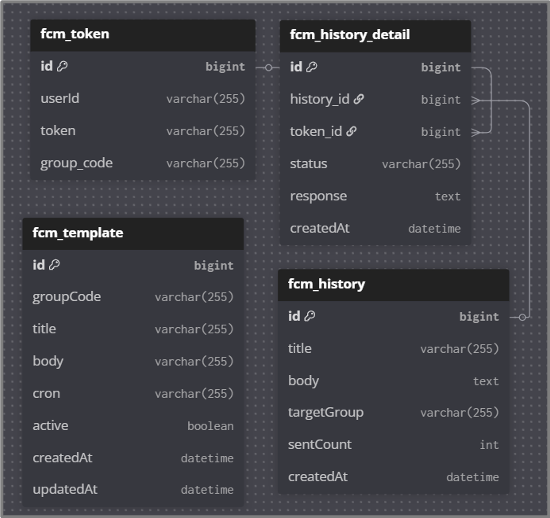 fcm_token
id bigint
userId varchar(255)
token varchar(255)
group_code varchar(255)
fcm_history_detail
id bigint
history_id bigint
token_id bigint
status varchar(255)
response text
createdAt datetime
fcm_template
id bigint
groupCode varchar(255)
title varchar(255)
body varchar(255)
cron varchar(255)
active boolean
createdAt datetime
updatedAt datetime
fcm_history
id bigint
title varchar(255)
body text
targetGroup varchar(255)
sentCount int
createdAt datetime